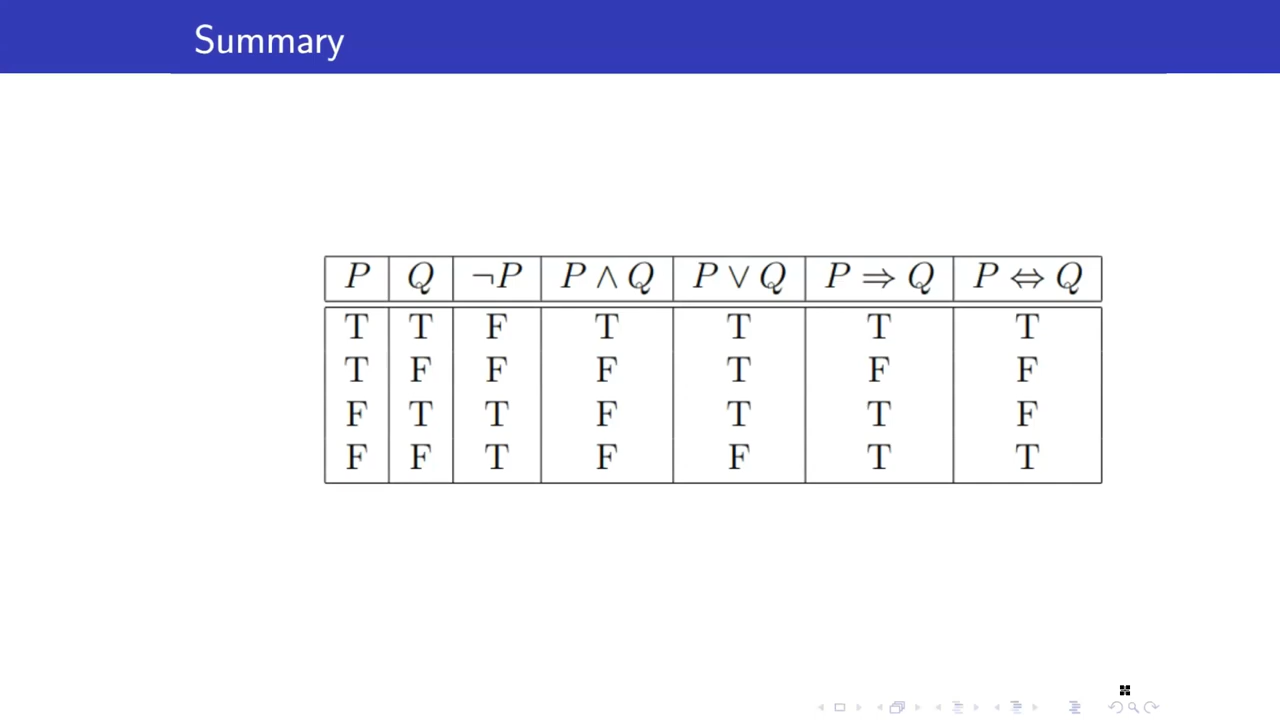 Summary
P Q ¬P P ∧ Q P ∨ Q P ⇒ Q P ⇔ Q
T T F T T T T
T F F F T F F
F T T F T T F
F F T F F T T